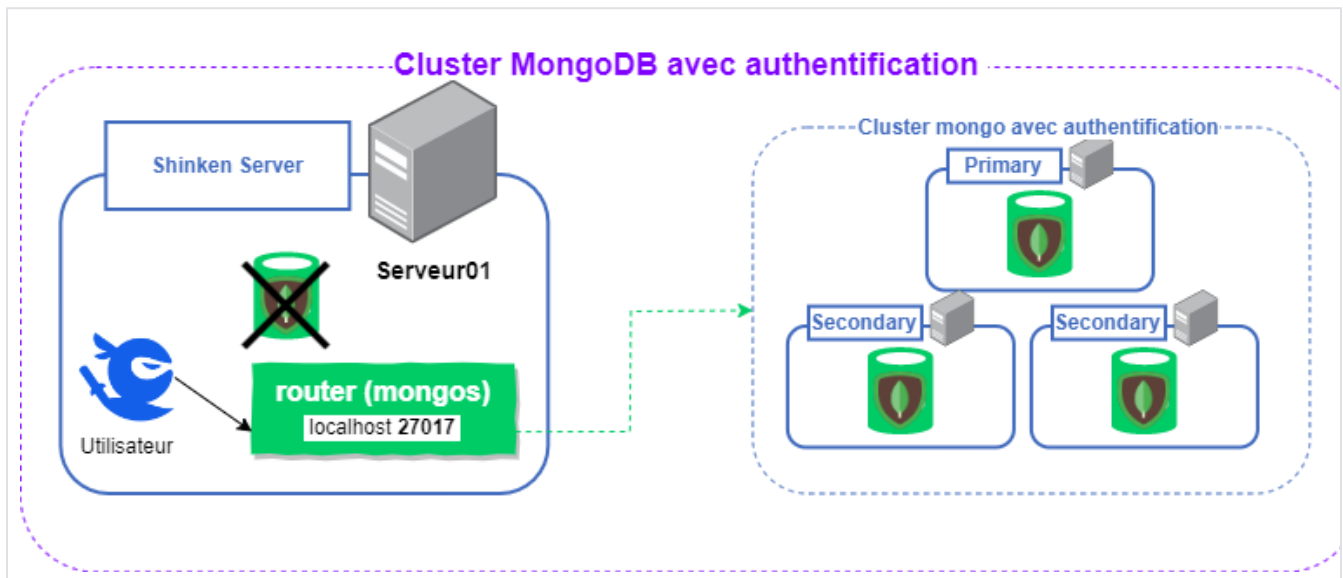 Cluster MongoDB avec authentification
Shinken Server
Serveur01
Utilisateur
router (mongos)
localhost 27017
Cluster mongo avec authentification
Primary
Secondary
Secondary